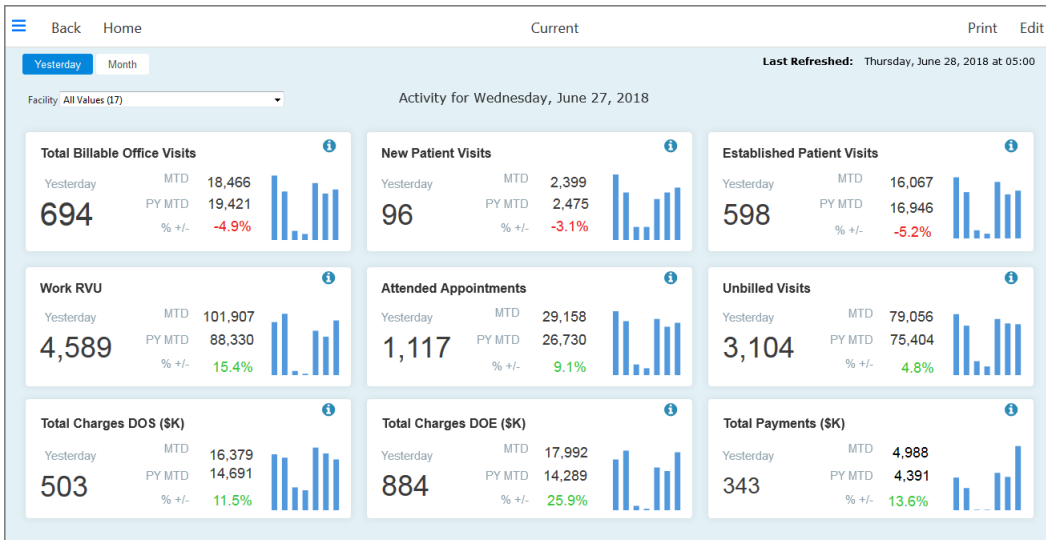 Back Home Current Print Edit
Yesterday Month
Last Refreshed: Thursday, June 28, 2018 at 05:00
Facility All Values (17)
Activity for Wednesday, June 27, 2018
Total Billable Office Visits
Yesterday MTD 18,466
694 PY MTD 19,421
% +/- -4.9%
New Patient Visits
Yesterday MTD 2,399
96 PY MTD 2,475
% +/- -3.1%
Established Patient Visits
Yesterday MTD 16,067
598 PY MTD 16,946
% +/- -5.2%
Work RVU
Yesterday MTD 101,907
4,589 PY MTD 88,330
% +/- 15.4%
Attended Appointments
Yesterday MTD 29,158
1,117 PY MTD 26,730
% +/- 9.1%
Unbilled Visits
Yesterday MTD 79,056
3,104 PY MTD 75,404
% +/- 4.8%
Total Charges DOS ($K)
Yesterday MTD 16,379
503 PY MTD 14,691
% +/- 11.5%
Total Charges DOE ($K)
Yesterday MTD 17,992
884 PY MTD 14,289
% +/- 25.9%
Total Payments ($K)
Yesterday MTD 4,988
343 PY MTD 4,391
% +/- 13.6%